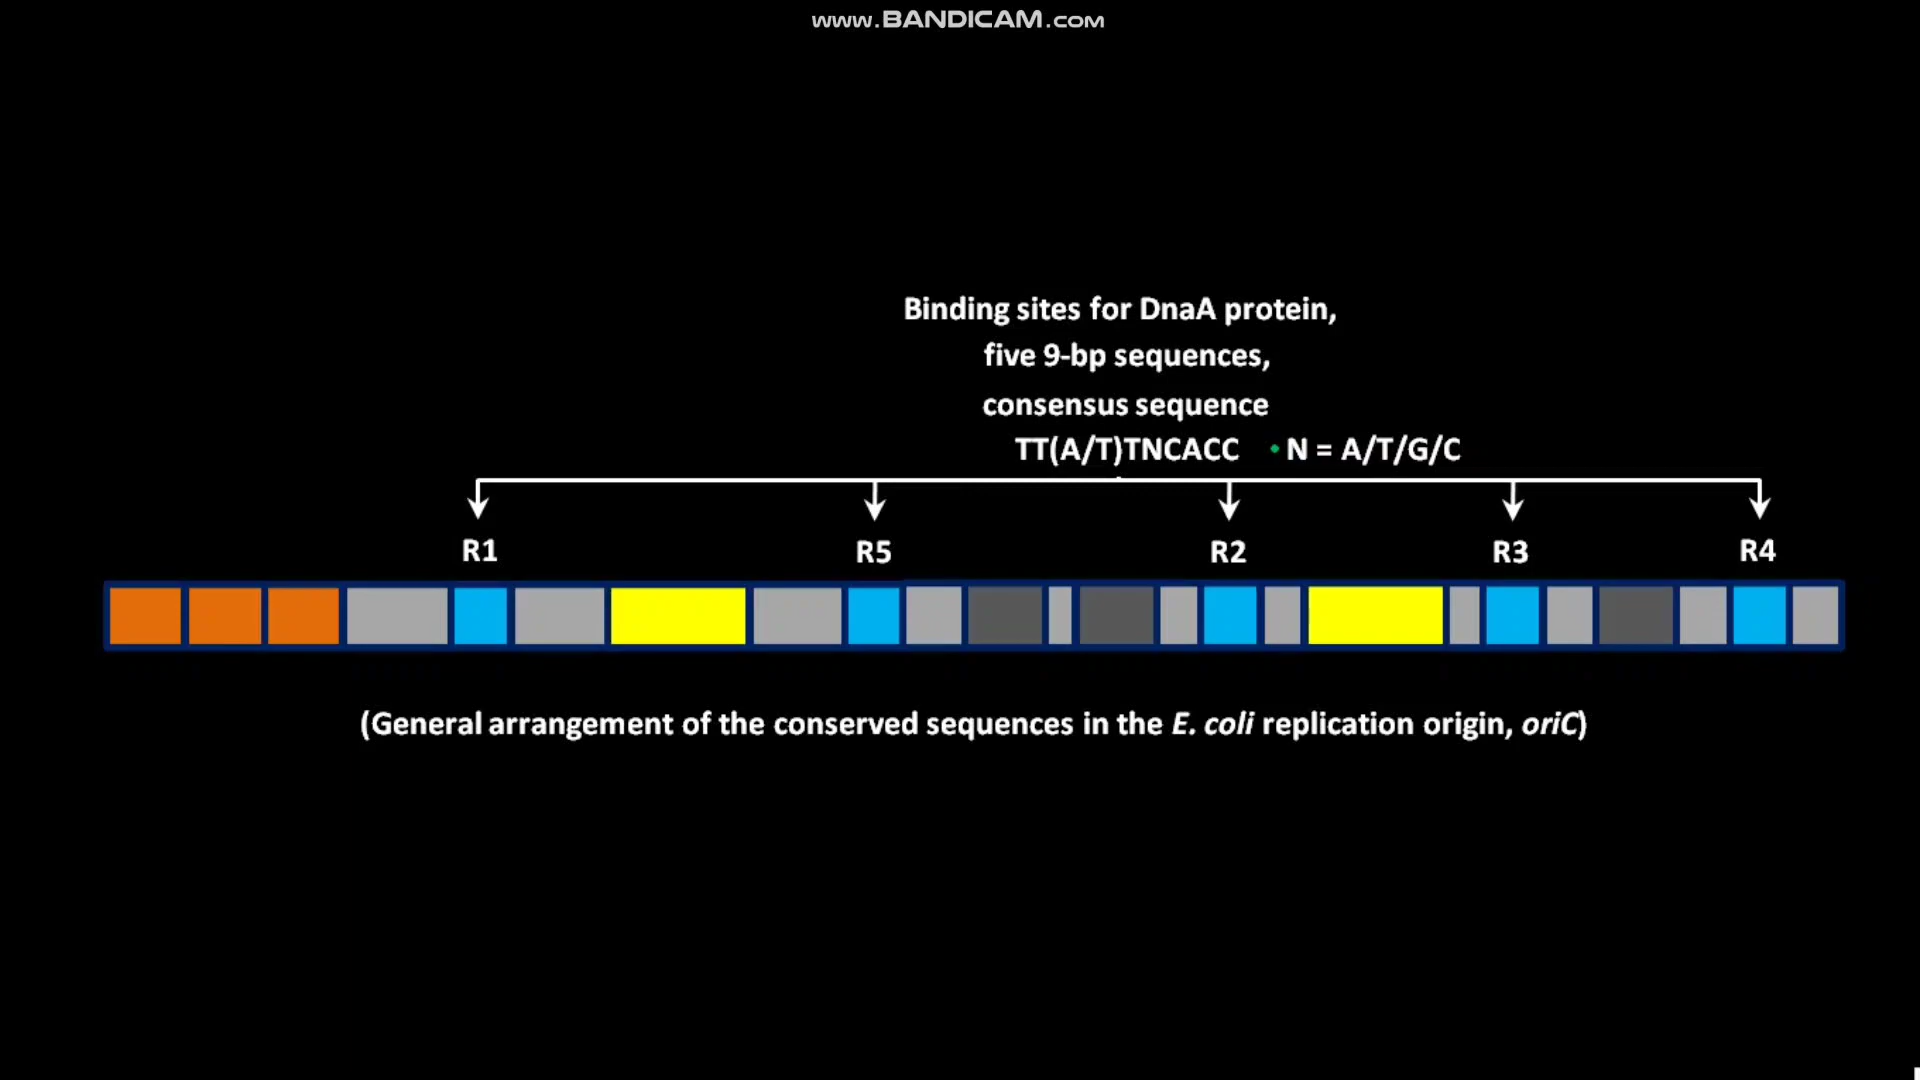 www.BANDICAM.com
Binding sites for DnaA protein,
five 9-bp sequences,
consensus sequence
TT(A/T)TNCACC • N = A/T/G/C
R1 R5 R2 R3 R4
(General arrangement of the conserved sequences in the E. coli replication origin, oriC)